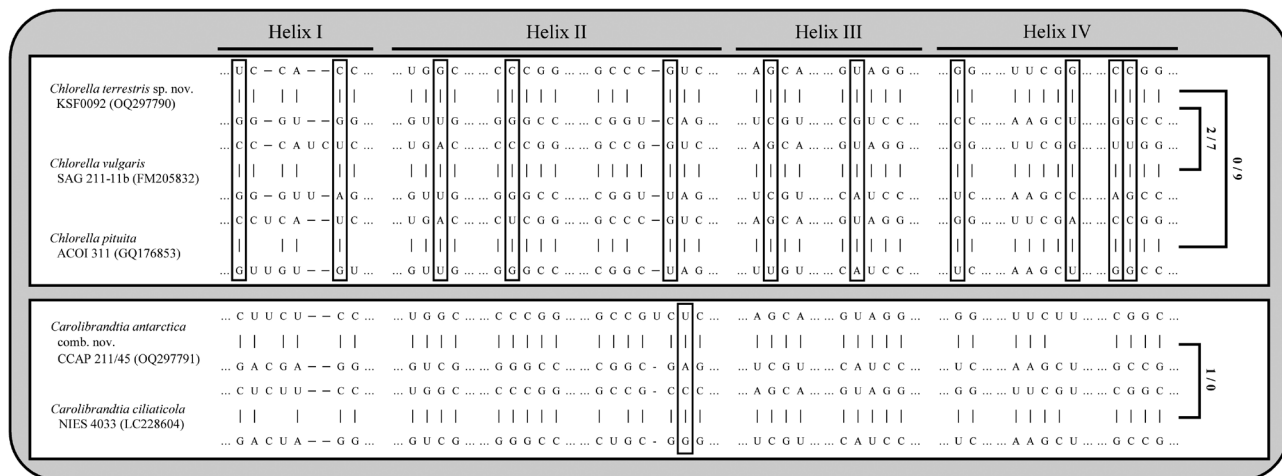 Helix I Helix II Helix III Helix IV
... U C – C A – – C C ... ... U G G C ... ... C C C G G ... ... G C C C – G U C ... ... A G C A ... ... G U A G G ... ... G G ... ... U U C G G ... ... C C G G ...
Chlorella terrestris sp. nov.
KSF0092 (OQ297790)
... G G – G U – – G G ... ... G U U G ... ... G G G C C ... ... C G G U – C A G ... ... U C G U ... ... C G U C C ... ... C C ... ... A A G C U ... ... G G C C ...
... C C – C A U C U C ... ... U G A C ... ... C C C G G ... ... G C C G – G U C ... ... A G C A ... ... G U A G G ... ... G G ... ... U U C G G ... ... U U G G ...
Chlorella vulgaris
SAG 211-11b (FM205832)
... G G – G U U – A G ... ... G U U G ... ... G G G C C ... ... C G G U – U A G ... ... U C G U ... ... C A U C C ... ... U C ... ... A A G C C ... ... A G C C ...
... C C U C A – – U C ... ... U G A C ... ... C U C G G ... ... G C C C – G U C ... ... A G C A ... ... G U A G G ... ... G G ... ... U U C G A ... ... C C G G ...
Chlorella pituita
ACOI 311 (GQ176853)
... G U U G U – – G U ... ... G U U G ... ... G G G C C ... ... C G G C – U A G ... ... U U G U ... ... C A U C C ... ... U C ... ... A A G C U ... ... G G C C ...
2 / 7
0 / 9
... C U U C U – – C C ... ... U G G C ... ... C C C G G ... ... G C C G U C U C ... ... A G C A ... ... G U A G G ... ... G G ... ... U U C U U ... ... C G G C ...
Carolibrandtia antarctica
comb. nov.
CCAP 211/45 (OQ297791)
... G A C G A – – G G ... ... G U C G ... ... G G G C C ... ... C G G C - G A G ... ... U C G U ... ... C A U C C ... ... U C ... ... A A G C U ... ... G C C G ...
... C U C U U – – C C ... ... U G G C ... ... C C C G G ... ... G C C G - C C C ... ... A G C A ... ... G U A G G ... ... G G ... ... U U C G U ... ... C G G C ...
Carolibrandtia ciliaticola
NIES 4033 (LC228604)
... G A C U A – – G G ... ... G U C G ... ... G G G C C ... ... C U G C - G G G ... ... U C G U ... ... C A U C C ... ... U C ... ... A A G C U ... ... G C C G ...
1 / 0